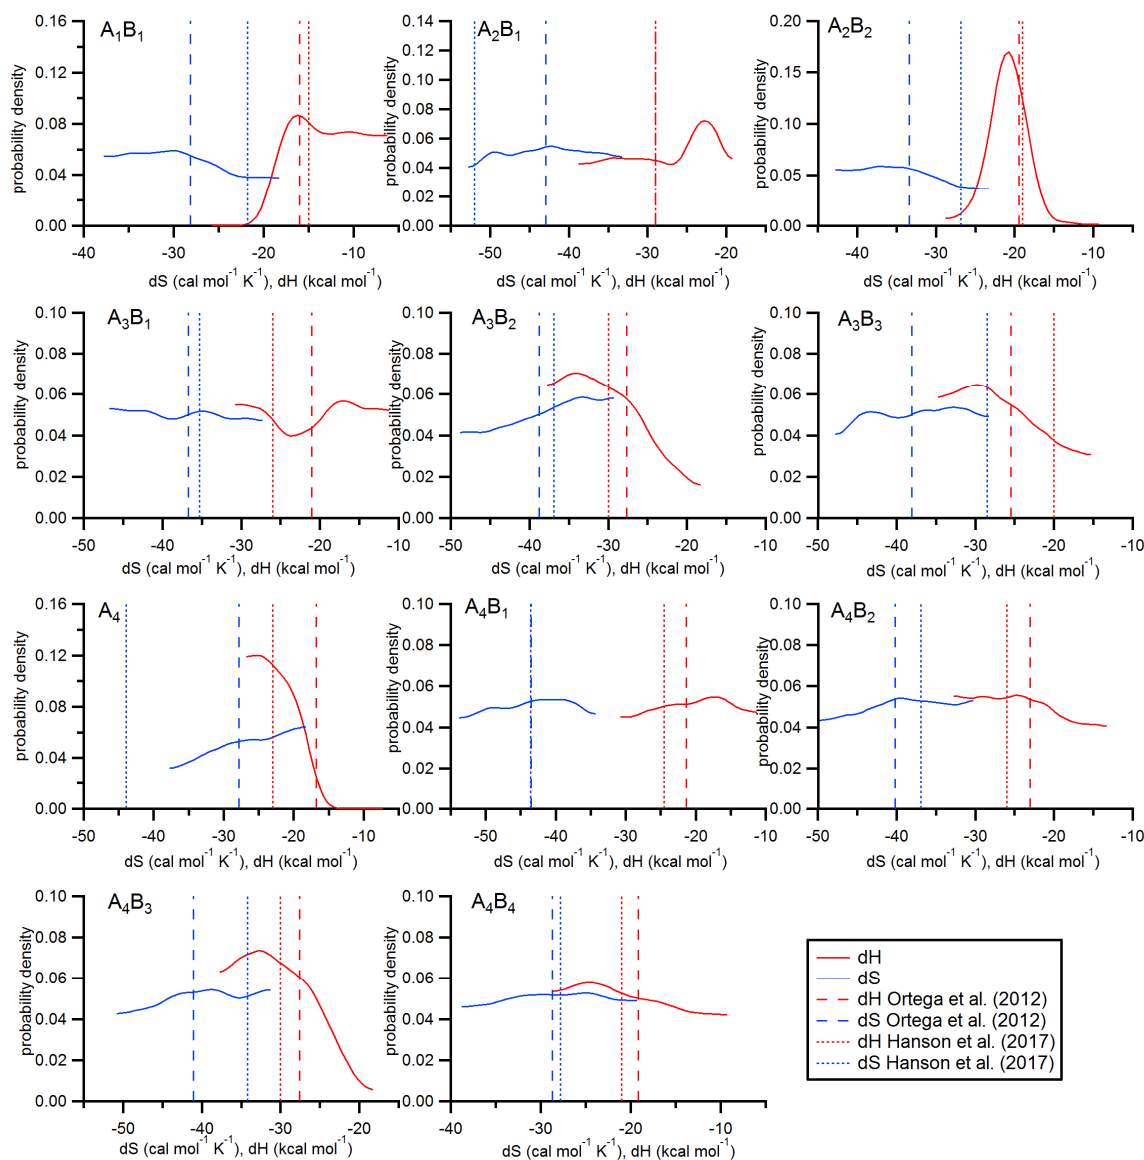 A1B1
probability density
0.16
0.12
0.08
0.04
0.00
-40 -30 -20 -10
dS (cal mol⁻¹ K⁻¹), dH (kcal mol⁻¹)
A2B1
probability density
0.14
0.12
0.10
0.08
0.06
0.04
0.02
0.00
-50 -40 -30 -20
dS (cal mol⁻¹ K⁻¹), dH (kcal mol⁻¹)
A2B2
probability density
0.20
0.15
0.10
0.05
0.00
-40 -30 -20 -10
dS (cal mol⁻¹ K⁻¹), dH (kcal mol⁻¹)
A3B1
probability density
0.10
0.08
0.06
0.04
0.02
0.00
-50 -40 -30 -20 -10
dS (cal mol⁻¹ K⁻¹), dH (kcal mol⁻¹)
A3B2
probability density
0.10
0.08
0.06
0.04
0.02
0.00
-50 -40 -30 -20 -10
dS (cal mol⁻¹ K⁻¹), dH (kcal mol⁻¹)
A3B3
probability density
0.10
0.08
0.06
0.04
0.02
0.00
-50 -40 -30 -20 -10
dS (cal mol⁻¹ K⁻¹), dH (kcal mol⁻¹)
A4
probability density
0.16
0.12
0.08
0.04
0.00
-50 -40 -30 -20 -10
dS (cal mol⁻¹ K⁻¹), dH (kcal mol⁻¹)
A4B1
probability density
0.10
0.08
0.06
0.04
0.02
0.00
-50 -40 -30 -20 -10
dS (cal mol⁻¹ K⁻¹), dH (kcal mol⁻¹)
A4B2
probability density
0.10
0.08
0.06
0.04
0.02
0.00
-50 -40 -30 -20 -10
dS (cal mol⁻¹ K⁻¹), dH (kcal mol⁻¹)
A4B3
probability density
0.10
0.08
0.06
0.04
0.02
0.00
-50 -40 -30 -20
dS (cal mol⁻¹ K⁻¹), dH (kcal mol⁻¹)
A4B4
probability density
0.10
0.08
0.06
0.04
0.02
0.00
-40 -30 -20 -10
dS (cal mol⁻¹ K⁻¹), dH (kcal mol⁻¹)
dH
dS
dH Ortega et al. (2012)
dS Ortega et al. (2012)
dH Hanson et al. (2017)
dS Hanson et al. (2017)